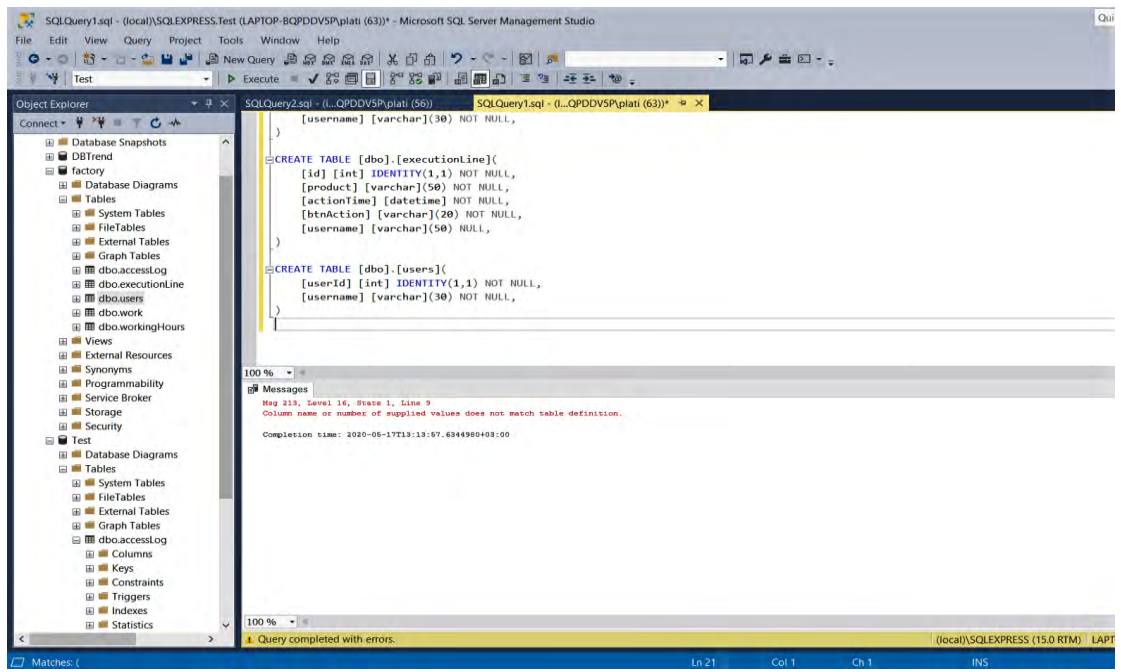 SQLQuery1.sql - (local)\SQLEXPRESS.Test (LAPTOP-BQPDDV5P\plati (63))* - Microsoft SQL Server Management Studio
Qui
File Edit View Query Project Tools Window Help
New Query
Test
Execute
Object Explorer
SQLQuery2.sql - (l...QPDDV5P\plati (56))
SQLQuery1.sql - (l...QPDDV5P\plati (63))*
Connect
Database Snapshots
DBTrend
factory
Database Diagrams
Tables
System Tables
FileTables
External Tables
Graph Tables
dbo.accessLog
dbo.executionLine
dbo.users
dbo.work
dbo.workingHours
Views
External Resources
Synonyms
Programmability
Service Broker
Storage
Security
Test
Database Diagrams
Tables
System Tables
FileTables
External Tables
Graph Tables
dbo.accessLog
Columns
Keys
Constraints
Triggers
Indexes
Statistics
[username] [varchar](30) NOT NULL,
)
CREATE TABLE [dbo].[executionLine](
[id] [int] IDENTITY(1,1) NOT NULL,
[product] [varchar](50) NOT NULL,
[actionTime] [datetime] NOT NULL,
[btnAction] [varchar](20) NOT NULL,
[username] [varchar](50) NULL,
)
CREATE TABLE [dbo].[users](
[userId] [int] IDENTITY(1,1) NOT NULL,
[username] [varchar](30) NOT NULL,
)
100 %
Messages
Msg 213, Level 16, State 1, Line 9
Column name or number of supplied values does not match table definition.
Completion time: 2020-05-17T13:13:57.6344980+03:00
100 %
Query completed with errors.
(local)\SQLEXPRESS (15.0 RTM)
LAPT
Matches: (
Ln 21
Col 1
Ch 1
INS